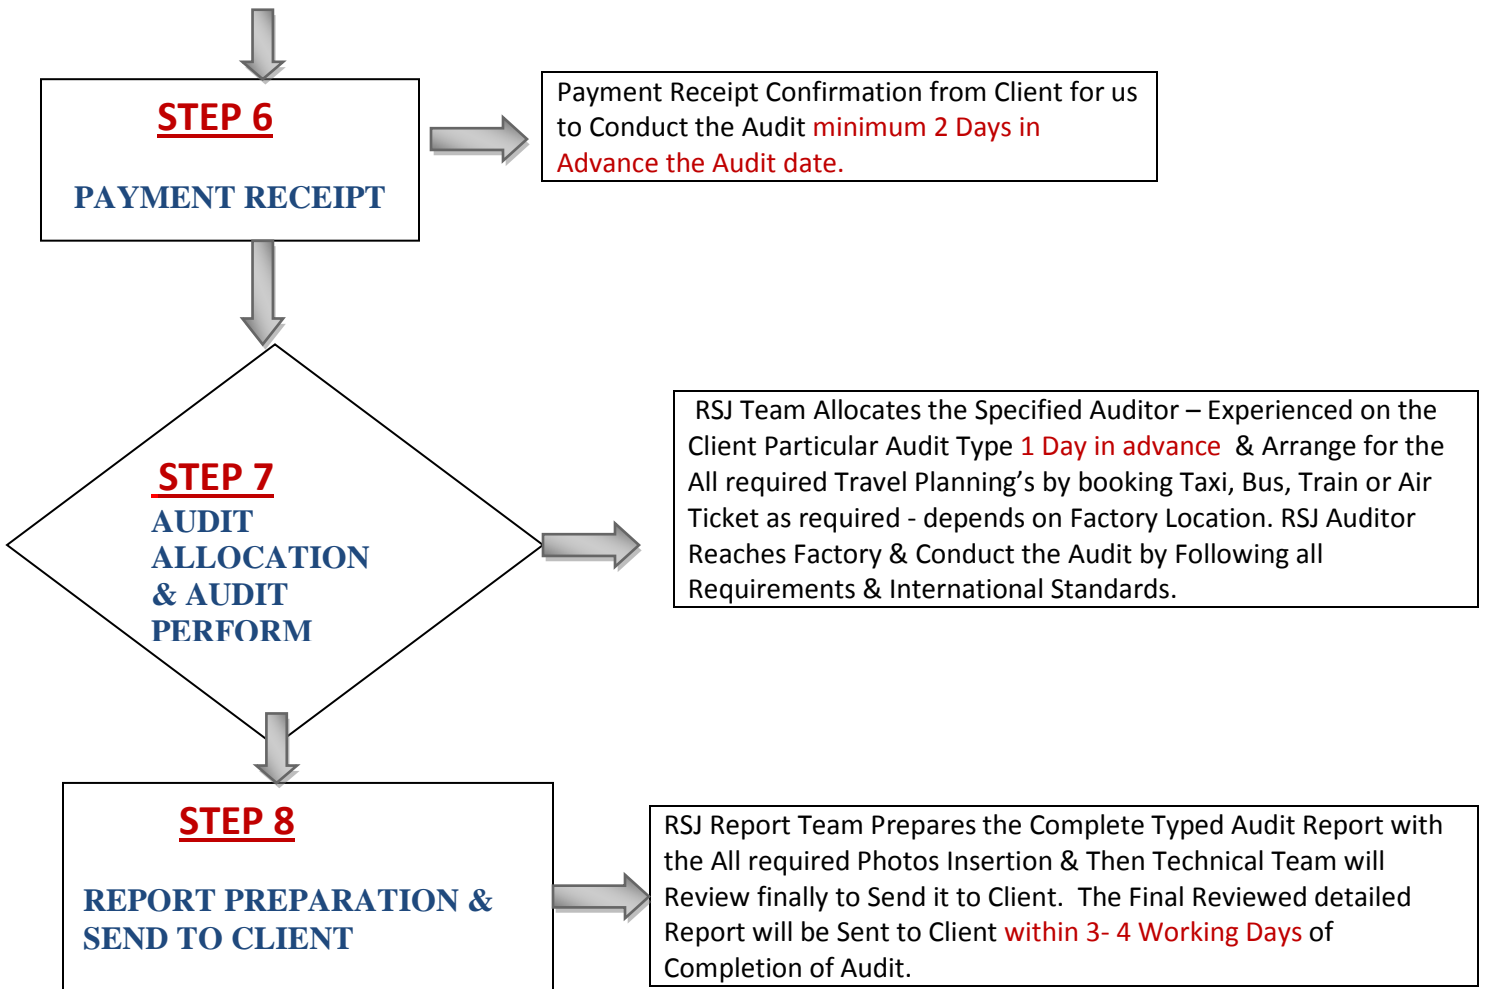 STEP 6
PAYMENT RECEIPT
Payment Receipt Confirmation from Client for us
to Conduct the Audit minimum 2 Days in
Advance the Audit date.
STEP 7
AUDIT
ALLOCATION
& AUDIT
PERFORM
RSJ Team Allocates the Specified Auditor – Experienced on the
Client Particular Audit Type 1 Day in advance & Arrange for the
All required Travel Planning’s by booking Taxi, Bus, Train or Air
Ticket as required - depends on Factory Location. RSJ Auditor
Reaches Factory & Conduct the Audit by Following all
Requirements & International Standards.
STEP 8
REPORT PREPARATION &
SEND TO CLIENT
RSJ Report Team Prepares the Complete Typed Audit Report with
the All required Photos Insertion & Then Technical Team will
Review finally to Send it to Client. The Final Reviewed detailed
Report will be Sent to Client within 3- 4 Working Days of
Completion of Audit.